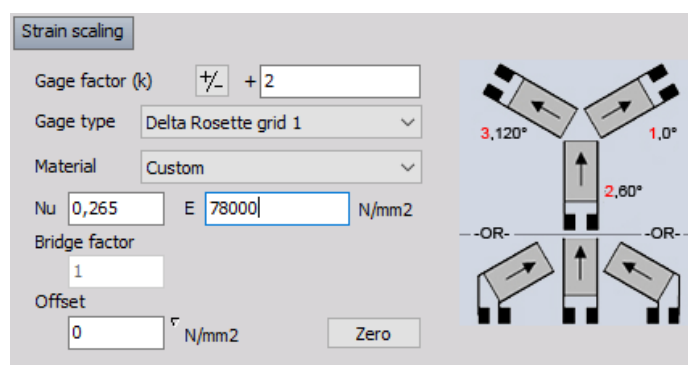 Strain scaling
Gage factor (k) +/- + 2
Gage type Delta Rosette grid 1
Material Custom
Nu 0,265 E 78000 N/mm2
Bridge factor
1
Offset
0 N/mm2 Zero
3,120° 1,0°
2,60°
-OR- -OR-